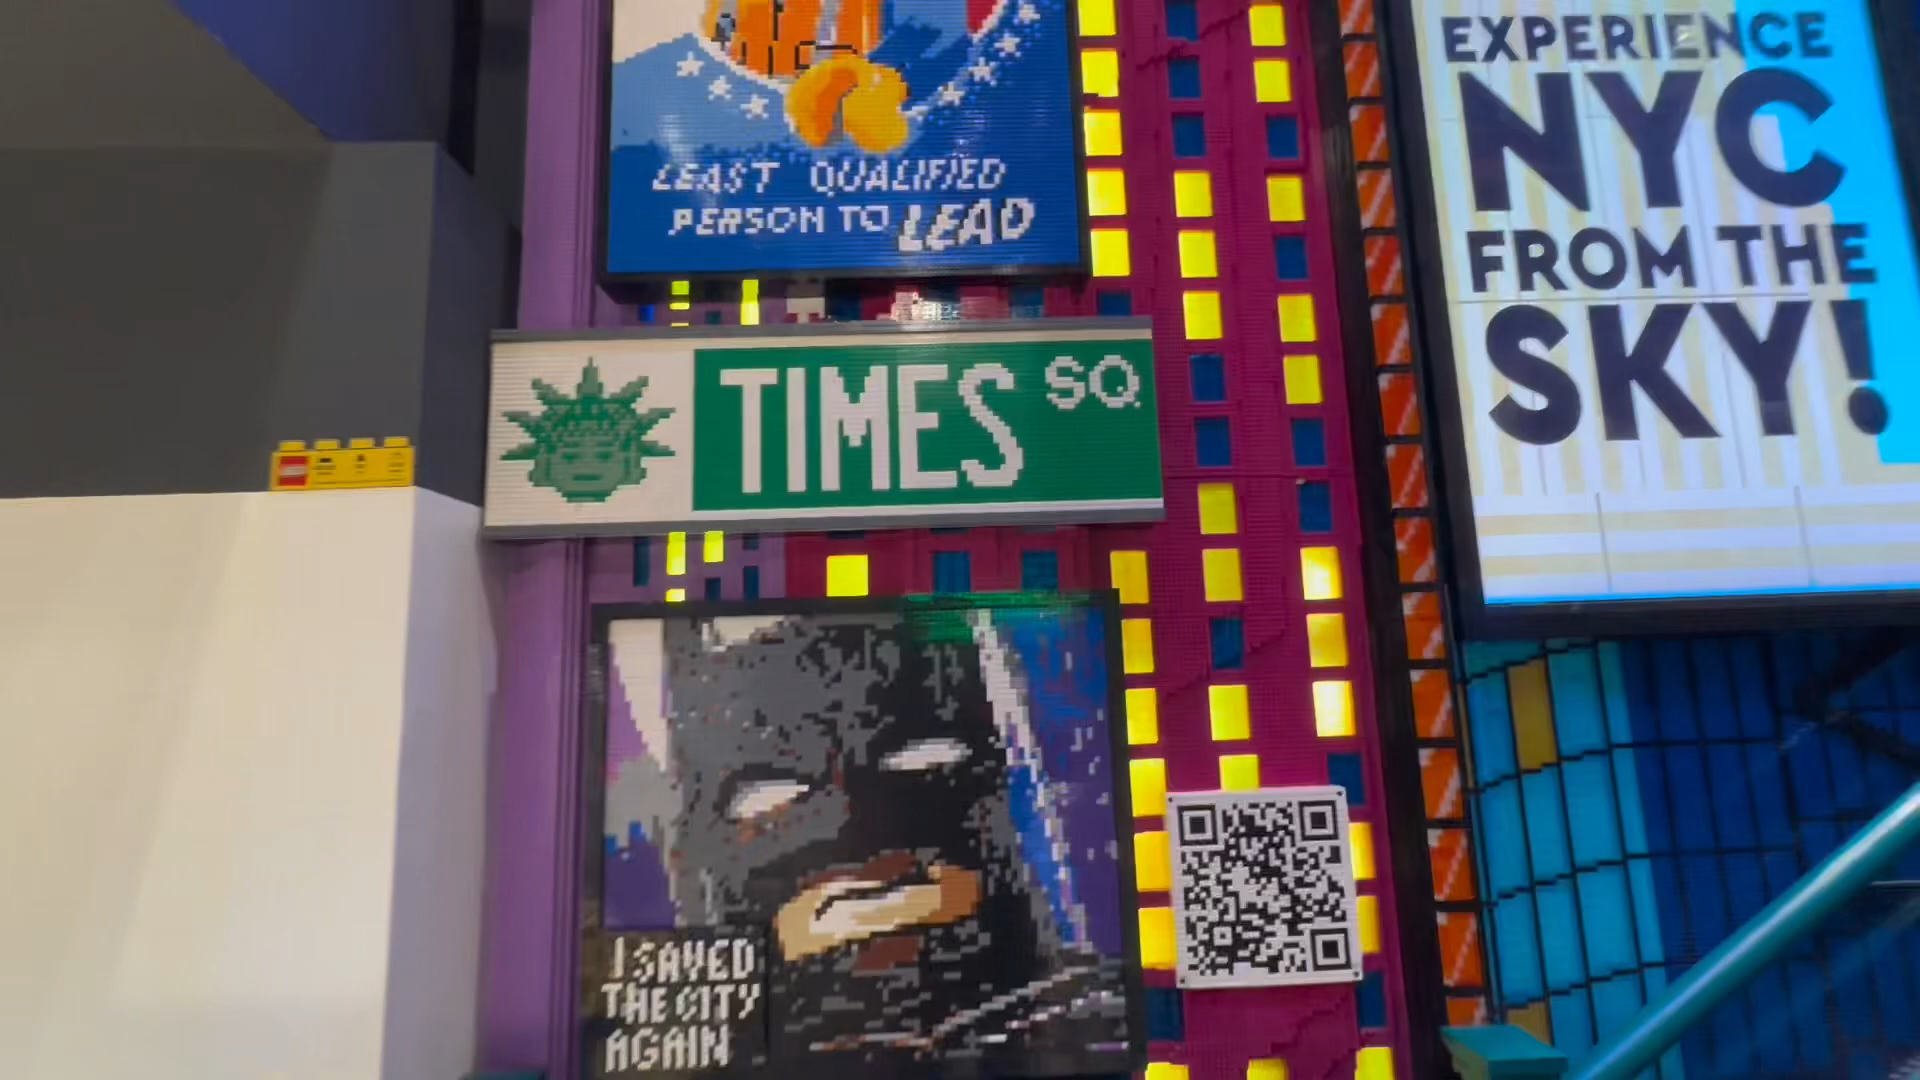 LEAST QUALIFIED
PERSON TO LEAD
TIMES SQ
I SAVED
THE CITY
AGAIN
EXPERIENCE
NYC
FROM THE
SKY!